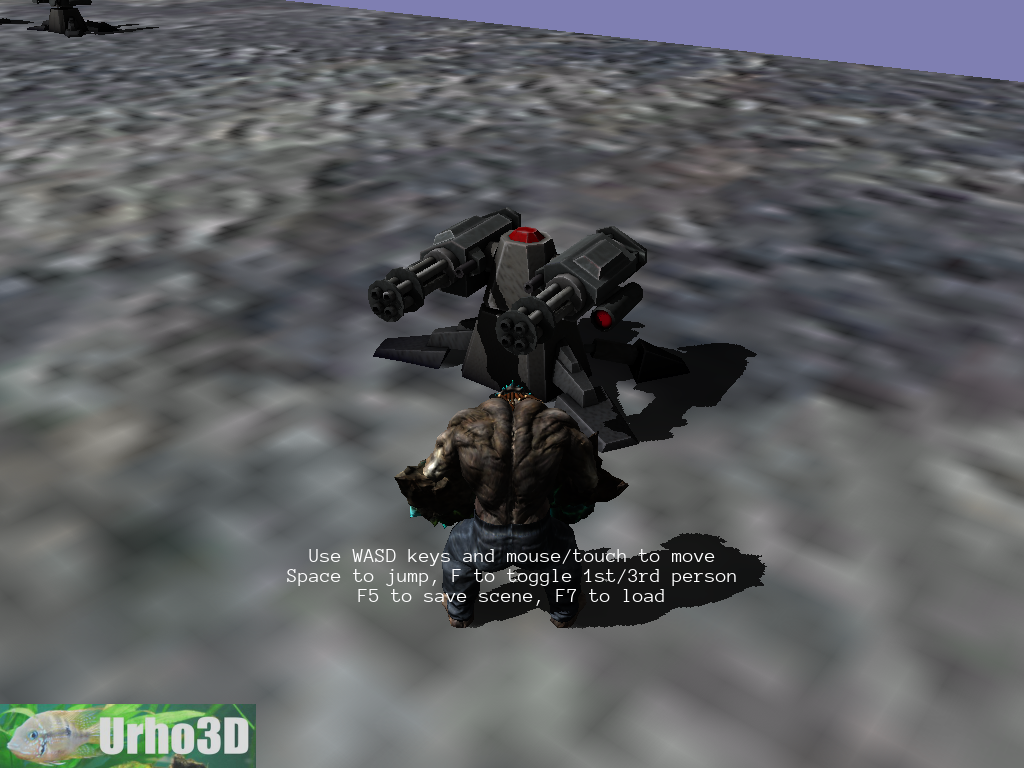 Use WASD keys and mouse/touch to move
Space to jump, F to toggle 1st/3rd person
F5 to save scene, F7 to load
Urho3D